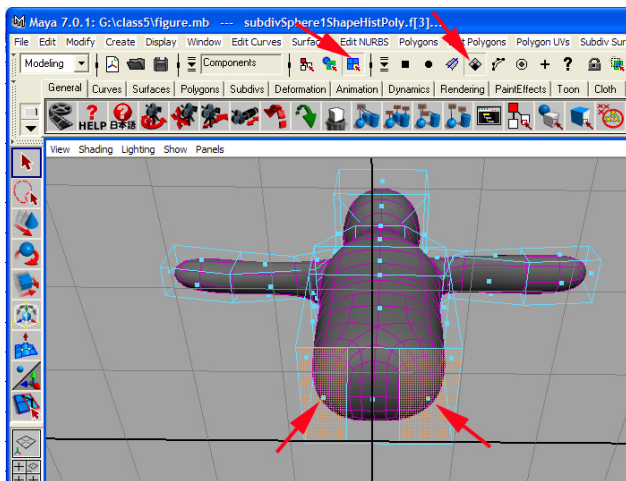 Maya 7.0.1: G:\class5\figure.mb --- subdivSphere1ShapeHistPoly.f[3]...
File Edit Modify Create Display Window Edit Curves Surfac Edit NURBS Polygons Polygons Polygon UVs Subdiv Sur
Modeling Components
General Curves Surfaces Polygons Subdivs Deformation Animation Dynamics Rendering PaintEffects Toon Cloth
HELP 日本語
View Shading Lighting Show Panels